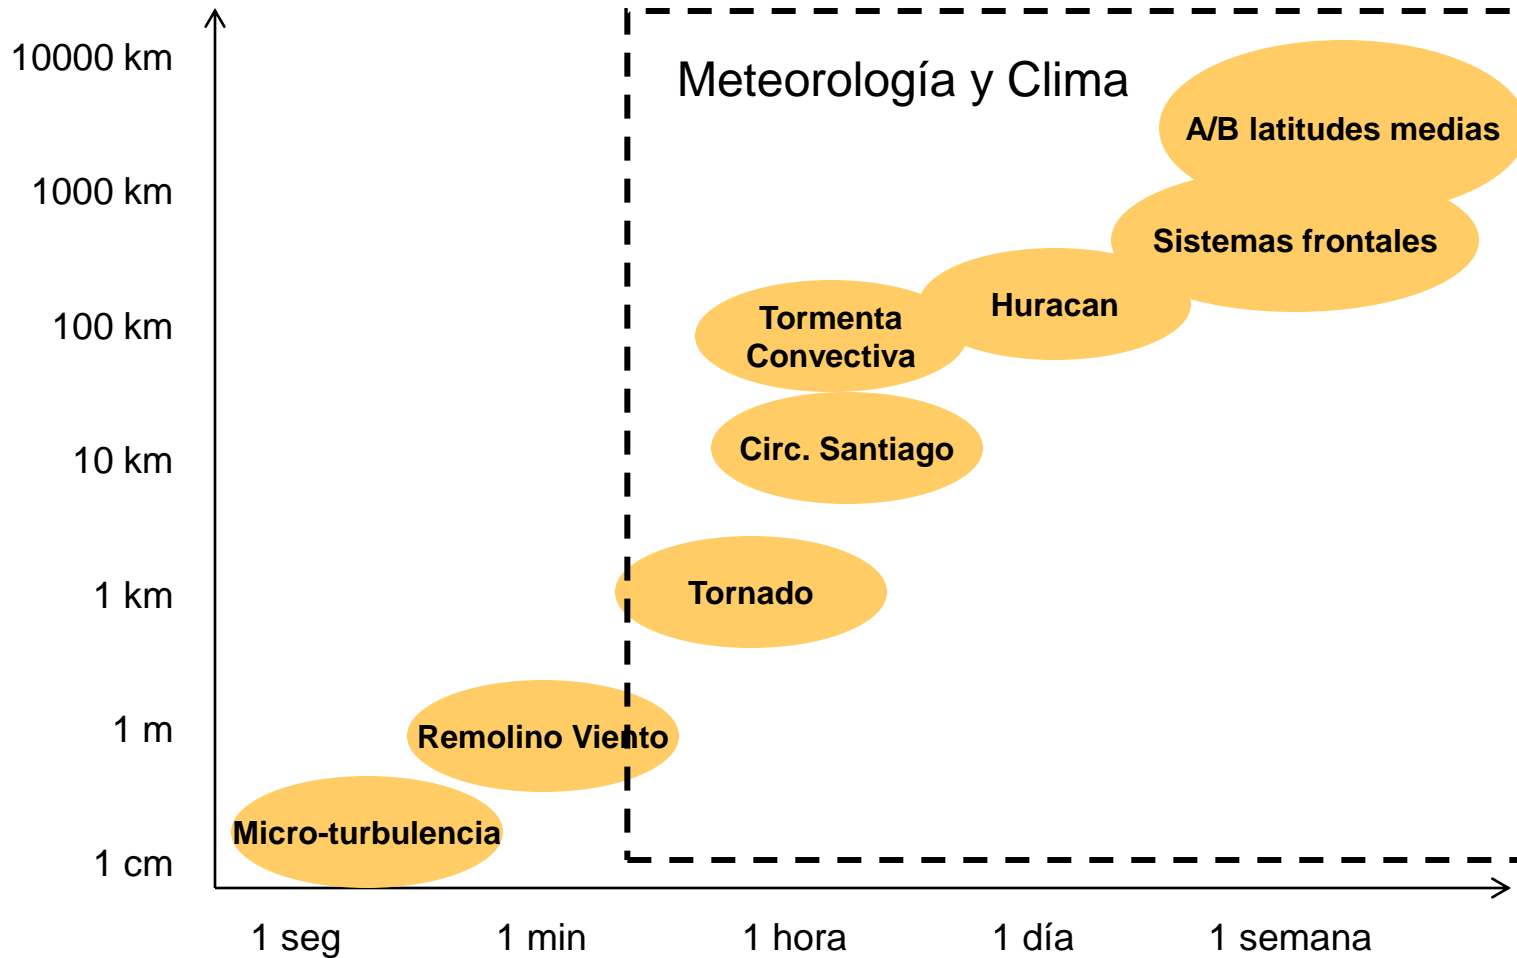 10000 km
Meteorología y Clima
A/B latitudes medias
1000 km
Sistemas frontales
Huracan
Tormenta
Convectiva
100 km
Circ. Santiago
10 km
Tornado
1 km
Remolino Viento
1 m
Micro-turbulencia
1 cm
1 seg
1 min
1 hora
1 día
1 semana